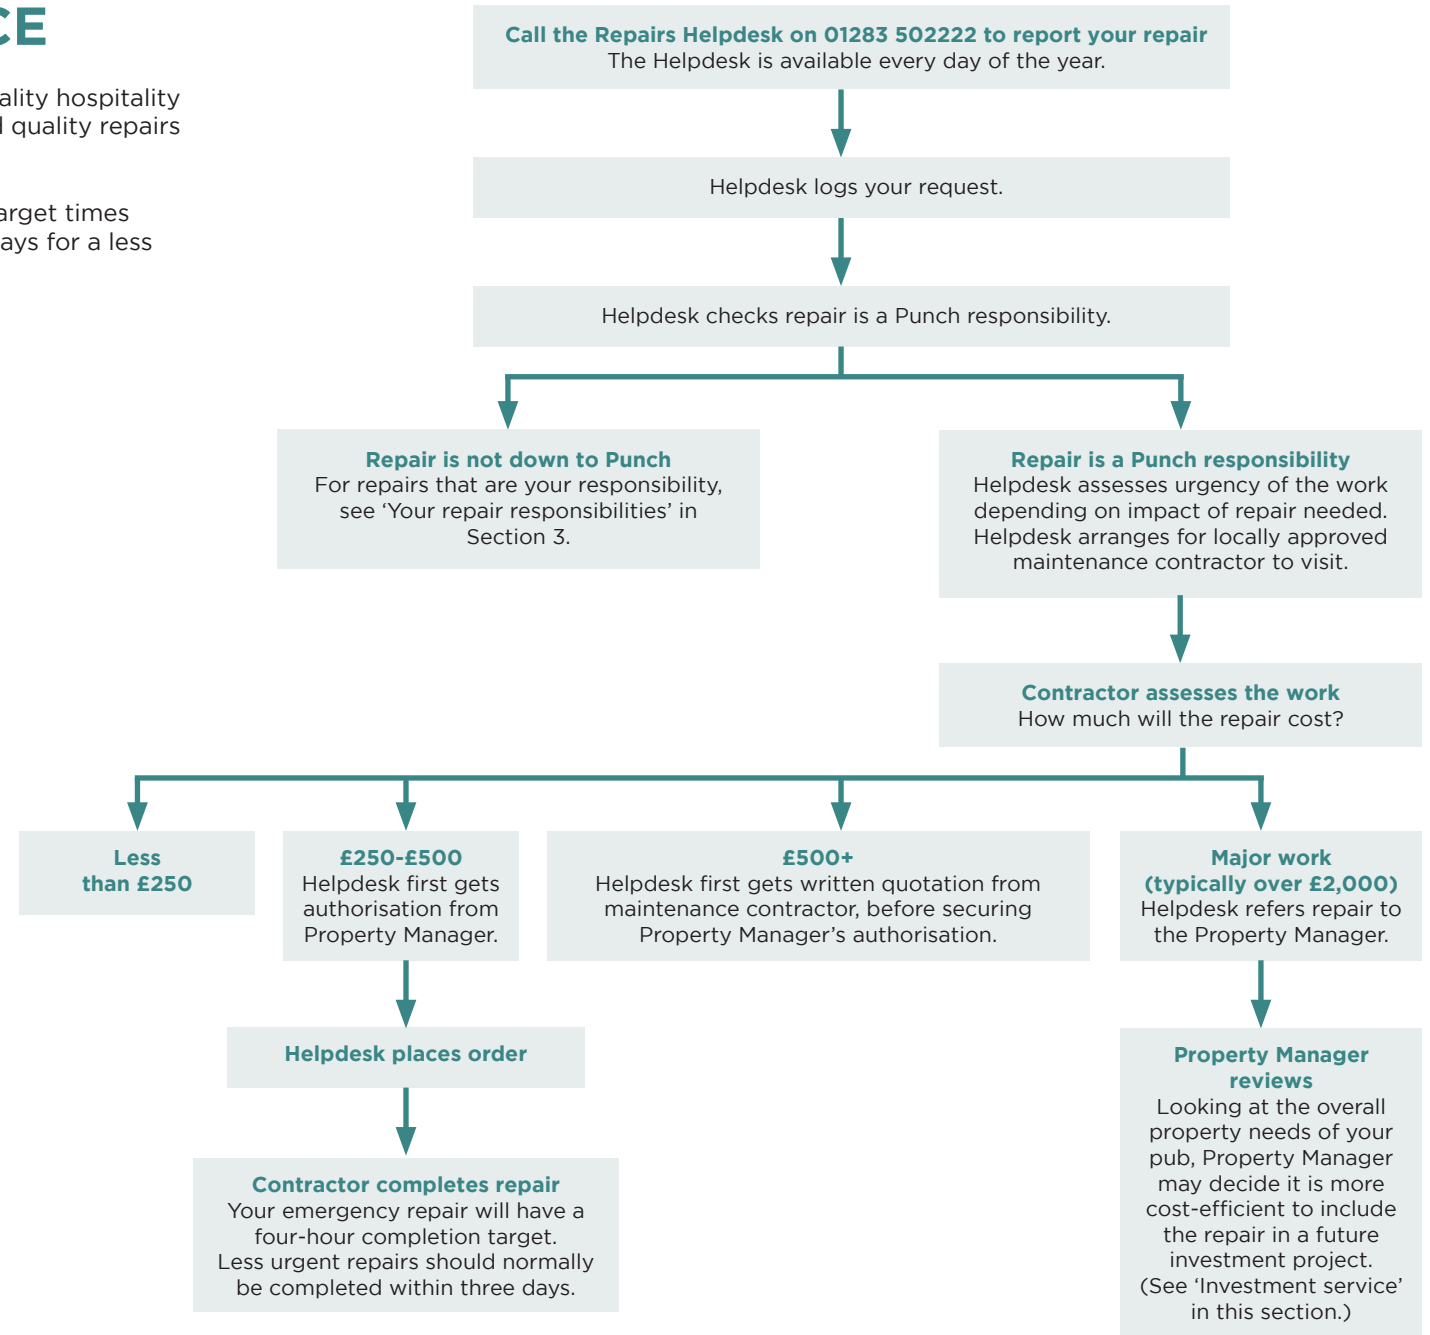 CE
ality hospitality
quality repairs
arget times
ays for a less
Call the Repairs Helpdesk on 01283 502222 to report your repair
The Helpdesk is available every day of the year.
Helpdesk logs your request.
Helpdesk checks repair is a Punch responsibility.
Repair is not down to Punch
For repairs that are your responsibility,
see ‘Your repair responsibilities’ in
Section 3.
Repair is a Punch responsibility
Helpdesk assesses urgency of the work
depending on impact of repair needed.
Helpdesk arranges for locally approved
maintenance contractor to visit.
Contractor assesses the work
How much will the repair cost?
Less
than £250
£250-£500
Helpdesk first gets
authorisation from
Property Manager.
£500+
Helpdesk first gets written quotation from
maintenance contractor, before securing
Property Manager’s authorisation.
Major work
(typically over £2,000)
Helpdesk refers repair to
the Property Manager.
Helpdesk places order
Contractor completes repair
Your emergency repair will have a
four-hour completion target.
Less urgent repairs should normally
be completed within three days.
Property Manager
reviews
Looking at the overall
property needs of your
pub, Property Manager
may decide it is more
cost-efficient to include
the repair in a future
investment project.
(See ‘Investment service’
in this section.)